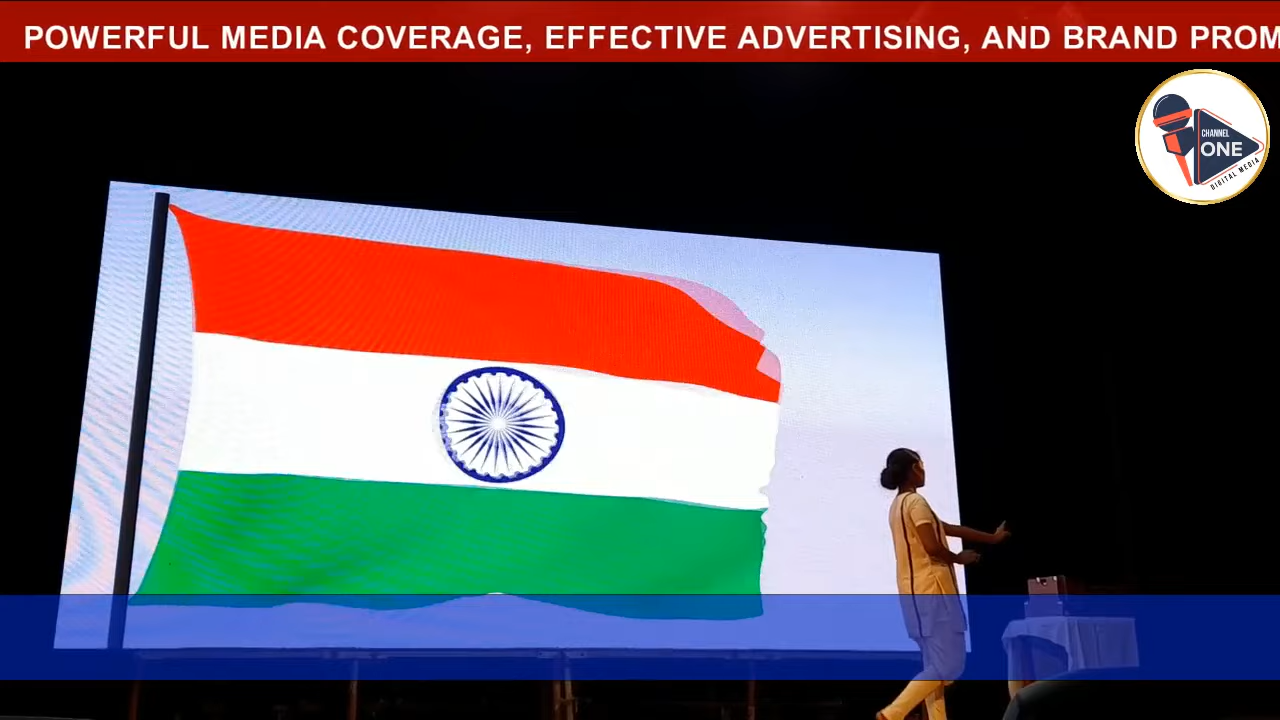 POWERFUL MEDIA COVERAGE, EFFECTIVE ADVERTISING, AND BRAND PROM
CHANNEL
ONE
DIGITAL MEDIA